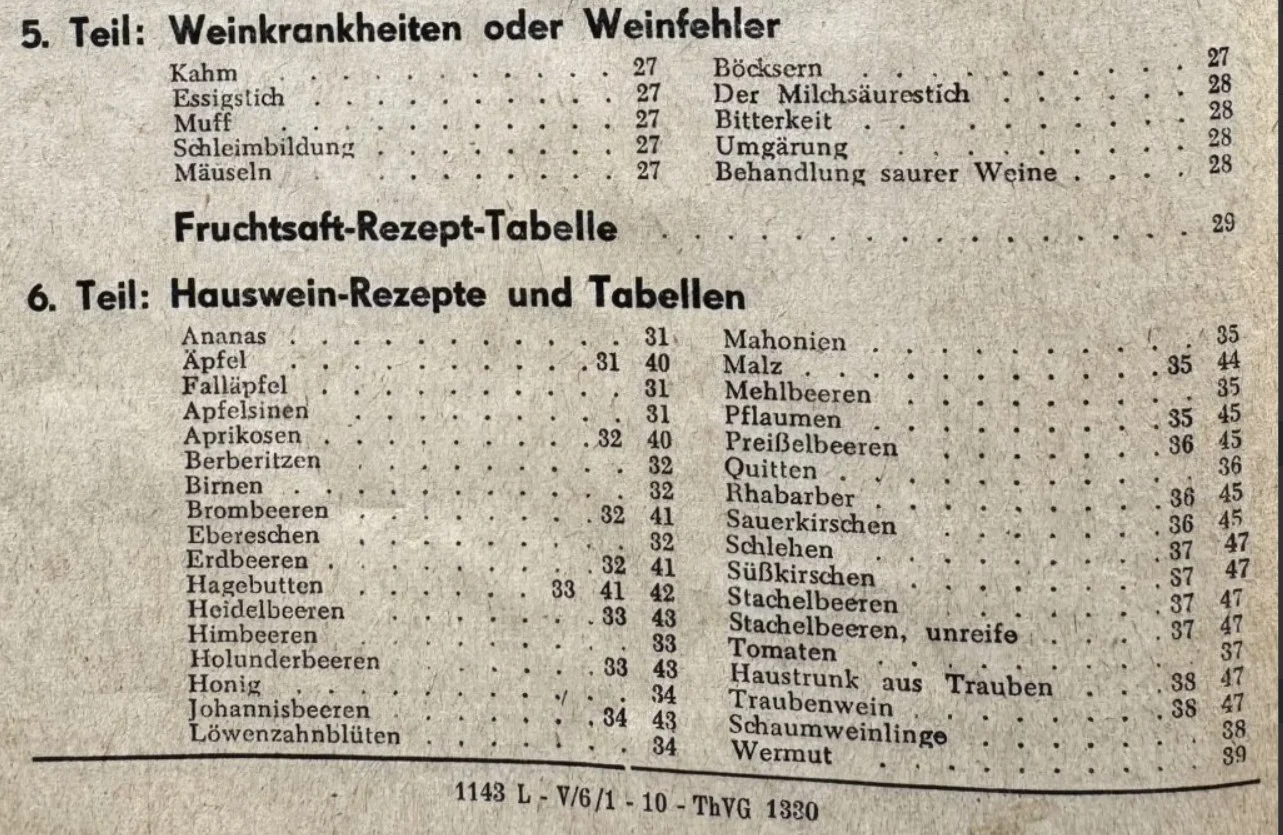 5. Teil: Weinkrankheiten oder Weinfehler
Kahm . . . . . . . . . . . 27
Essigstich . . . . . . . . . . 27
Muff . . . . . . . . . . . 27
Schleimbildung . . . . . . . . 27
Mäuseln . . . . . . . . . 27
Böcksern . . . . . . . . . . 27
Der Milchsäurestich . . . . . . 28
Bitterkeit . . . . . . . . . 28
Umgärung . . . . . . . . 28
Behandlung saurer Weine . . . . 28
Fruchtsaft-Rezept-Tabelle . . . . . . . . . . . . . . . . . 29
6. Teil: Hauswein-Rezepte und Tabellen
Ananas . . . . . . . . . . . 31
Äpfel . . . . . . . . . . 31 40
Falläpfel . . . . . . . . . . 31
Apfelsinen . . . . . . . . . 31
Aprikosen . . . . . . . . . 32 40
Berberitzen . . . . . . . . . 32
Birnen . . . . . . . . . . . 32
Brombeeren . . . . . . . . 32 41
Ebereschen . . . . . . . . . 32
Erdbeeren . . . . . . . . . 32 41
Hagebutten . . . . . . . 33 41 42
Heidelbeeren . . . . . . . . 33 43
Himbeeren . . . . . . . . . 33
Holunderbeeren . . . . . . 33 43
Honig . . . . . . . . . . . 34
Johannisbeeren . . . . . . . 34 43
Löwenzahnblüten . . . . . . . 34
Mahonien . . . . . . . . . . 35
Malz . . . . . . . . . . . 35 44
Mehlbeeren . . . . . . . . . 35
Pflaumen . . . . . . . . . 35 45
Preißelbeeren . . . . . . . . 36 45
Quitten . . . . . . . . . . . 36
Rhabarber . . . . . . . . . 36 45
Sauerkirschen . . . . . . . . 36 45
Schlehen . . . . . . . . . 37 47
Süßkirschen . . . . . . . . 37 47
Stachelbeeren . . . . . . . . 37 47
Stachelbeeren, unreife . . . . 37 47
Tomaten . . . . . . . . . . 37
Haustrunk aus Trauben . . . 38 47
Traubenwein . . . . . . . . 38 47
Schaumweinlinge . . . . . . . 38
Wermut . . . . . . . . . . 39
1143 L - V/6/1 - 10 - ThVG 1330